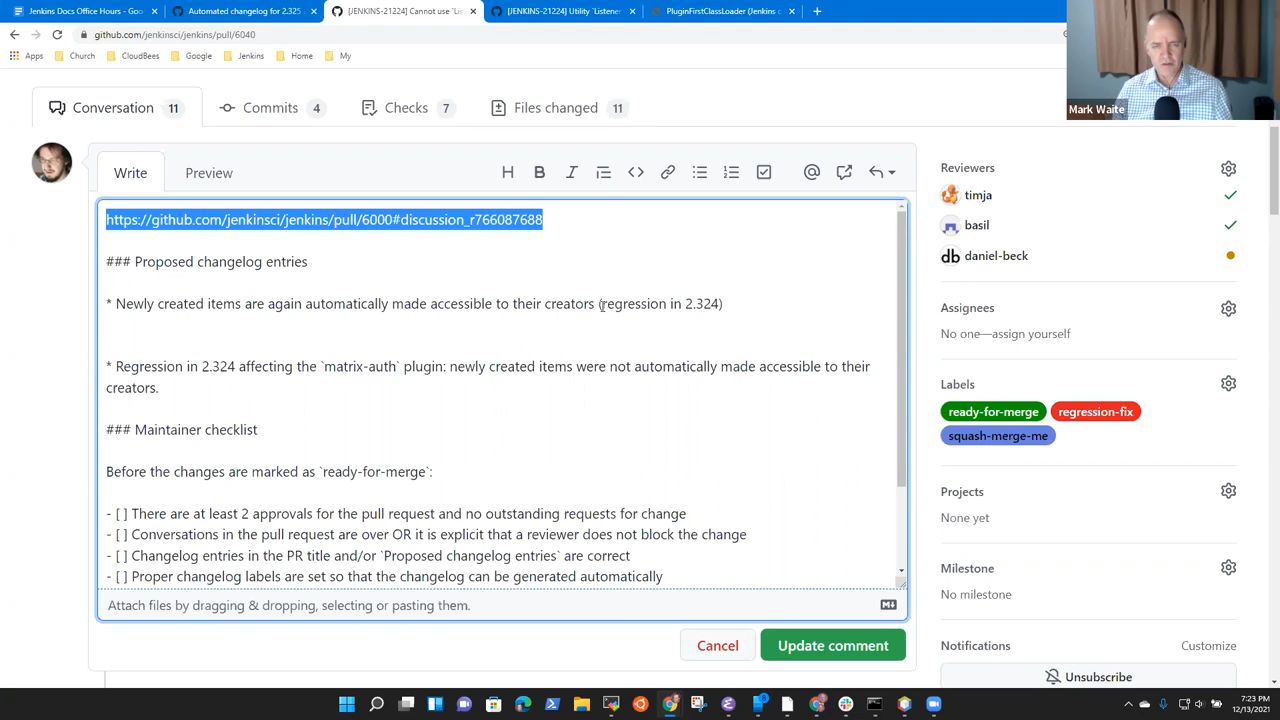 Jenkins Docs Office Hours - Goo
Automated changelog for 2.325
[JENKINS-21224] Cannot use `Lis
[JENKINS-21224] Utility `Listener
PluginFirstClassLoader (Jenkins c
github.com/jenkinsci/jenkins/pull/6040
Apps Church CloudBees Google Jenkins Home My
Mark Waite
Conversation 11 Commits 4 Checks 7 Files changed 11
Write Preview
https://github.com/jenkinsci/jenkins/pull/6000#discussion_r766087688
### Proposed changelog entries
* Newly created items are again automatically made accessible to their creators (regression in 2.324)
* Regression in 2.324 affecting the `matrix-auth` plugin: newly created items were not automatically made accessible to their
creators.
### Maintainer checklist
Before the changes are marked as `ready-for-merge`:
- [ ] There are at least 2 approvals for the pull request and no outstanding requests for change
- [ ] Conversations in the pull request are over OR it is explicit that a reviewer does not block the change
- [ ] Changelog entries in the PR title and/or `Proposed changelog entries` are correct
- [ ] Proper changelog labels are set so that the changelog can be generated automatically
Attach files by dragging & dropping, selecting or pasting them.
Cancel Update comment
Reviewers
timja
basil
db daniel-beck
Assignees
No one—assign yourself
Labels
ready-for-merge regression-fix
squash-merge-me
Projects
None yet
Milestone
No milestone
Notifications Customize
Unsubscribe
7:23 PM
12/13/2021